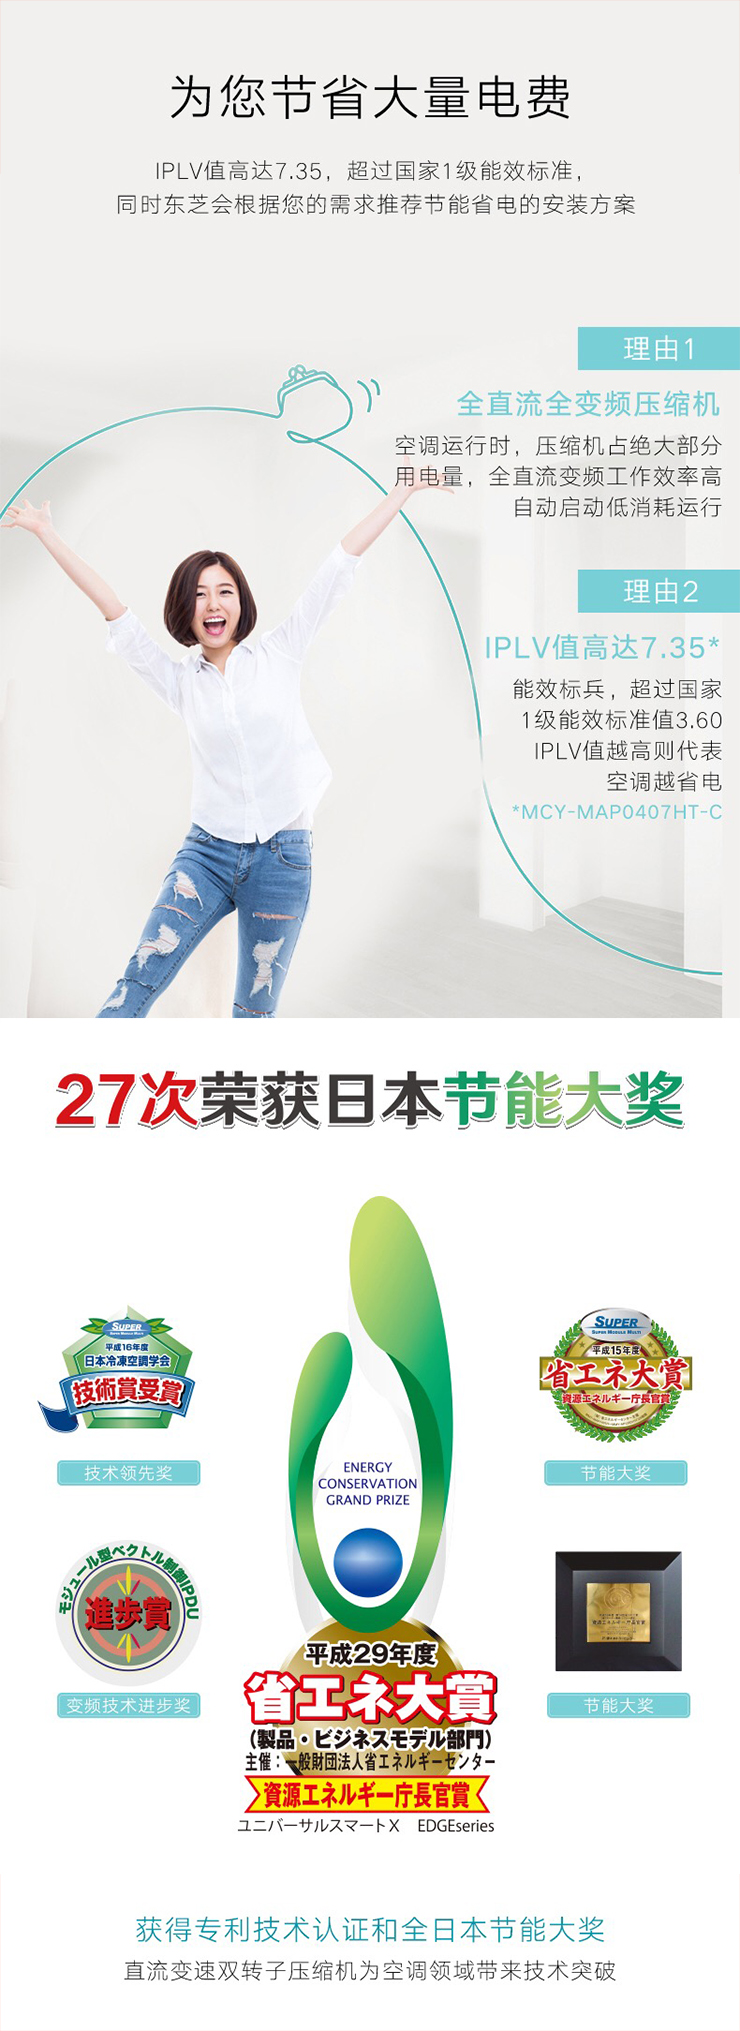 为您节省大量电费
IPLV值高达7.35，超过国家1级能效标准，
同时东芝会根据您的需求推荐节能省电的安装方案
理由1
全直流全变频压缩机
空调运行时，压缩机占绝大部分
用电量，全直流变频工作效率高
自动启动低消耗运行
理由2
IPLV值高达7.35*
能效标兵，超过国家
1级能效标准值3.60
IPLV值越高则代表
空调越省电
*MCY-MAP0407HT-C
27次荣获日本节能大奖
SUPER
SUPER MODULE MULTI
平成16年度
日本冷凍空調学会
技術賞受賞
技术领先奖
SUPER
SUPER MODULE MULTI
平成15年度
省エネ大賞
資源エネルギー庁長官賞
节能大奖
モジュール型ベクトル制御IPDU
進歩賞
变频技术进步奖
节能大奖
ENERGY
CONSERVATION
GRAND PRIZE
平成29年度
省エネ大賞
（製品・ビジネスモデル部門）
主催：一般財団法人省エネルギーセンター
資源エネルギー庁長官賞
ユニバーサルスマートX EDGEseries
获得专利技术认证和全日本节能大奖
直流变速双转子压缩机为空调领域带来技术突破